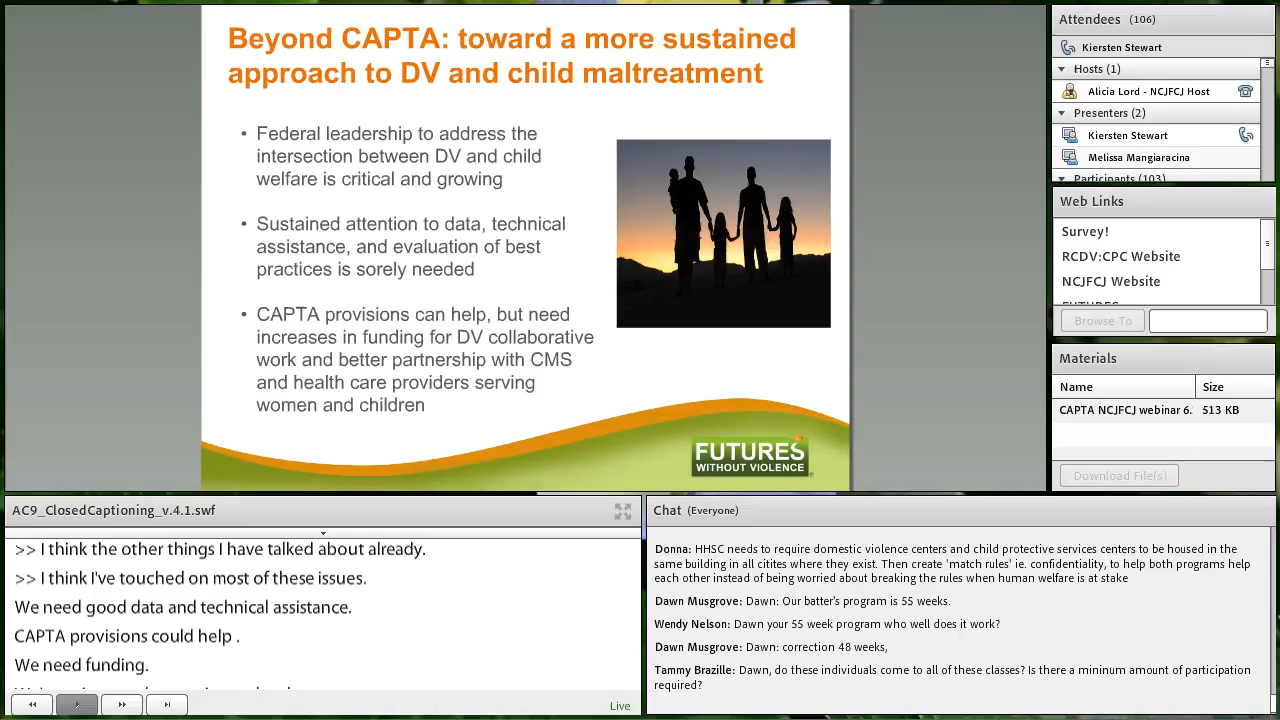 Beyond CAPTA: toward a more sustained
approach to DV and child maltreatment
• Federal leadership to address the
intersection between DV and child
welfare is critical and growing
• Sustained attention to data, technical
assistance, and evaluation of best
practices is sorely needed
• CAPTA provisions can help, but need
increases in funding for DV collaborative
work and better partnership with CMS
and health care providers serving
women and children
FUTURES
WITHOUT VIOLENCE
Attendees (106)
Kiersten Stewart
Hosts (1)
Alicia Lord - NCJFCJ Host
Presenters (2)
Kiersten Stewart
Melissa Mangiaracina
Participants (103)
Web Links
Survey!
RCDV:CPC Website
NCJFCJ Website
FUTURES
Browse To
Materials
Name Size
CAPTA NCJFCJ webinar 6. 513 KB
Download File(s)
AC9_ClosedCaptioning_v.4.1.swf
>> I think the other things I have talked about already.
>> I think I've touched on most of these issues.
We need good data and technical assistance.
CAPTA provisions could help .
We need funding.
Live
Chat (Everyone)
Donna: HHSC needs to require domestic violence centers and child protective services centers to be housed in the
same building in all citites where they exist. Then create 'match rules' ie. confidentiality, to help both programs help
each other instead of being worried about breaking the rules when human welfare is at stake
Dawn Musgrove: Dawn: Our batter's program is 55 weeks.
Wendy Nelson: Dawn your 55 week program who well does it work?
Dawn Musgrove: Dawn: correction 48 weeks,
Tammy Brazille: Dawn, do these individuals come to all of these classes? Is there a mininum amount of participation
required?